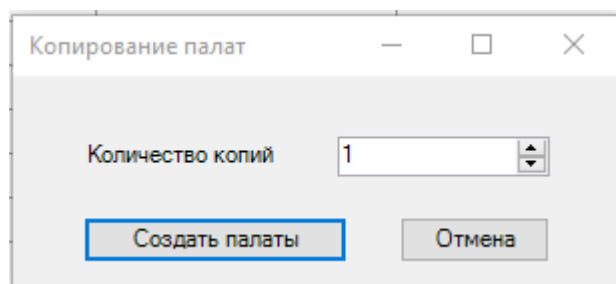 Копирование палат
Количество копий 1
Создать палаты Отмена